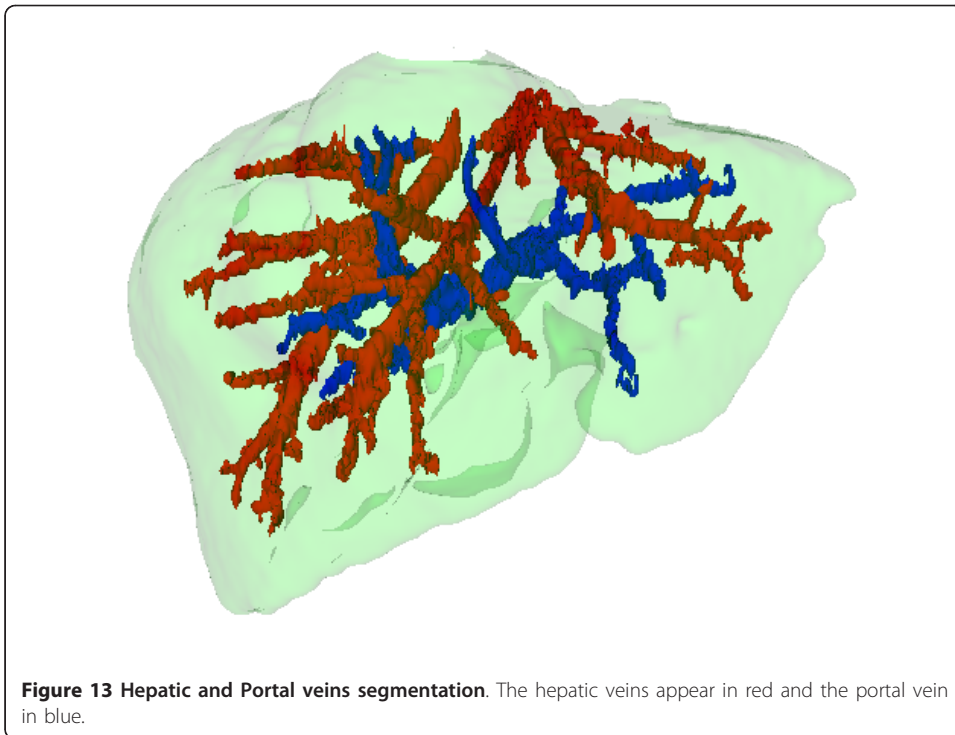 Figure 13 Hepatic and Portal veins segmentation. The hepatic veins appear in red and the portal vein
in blue.